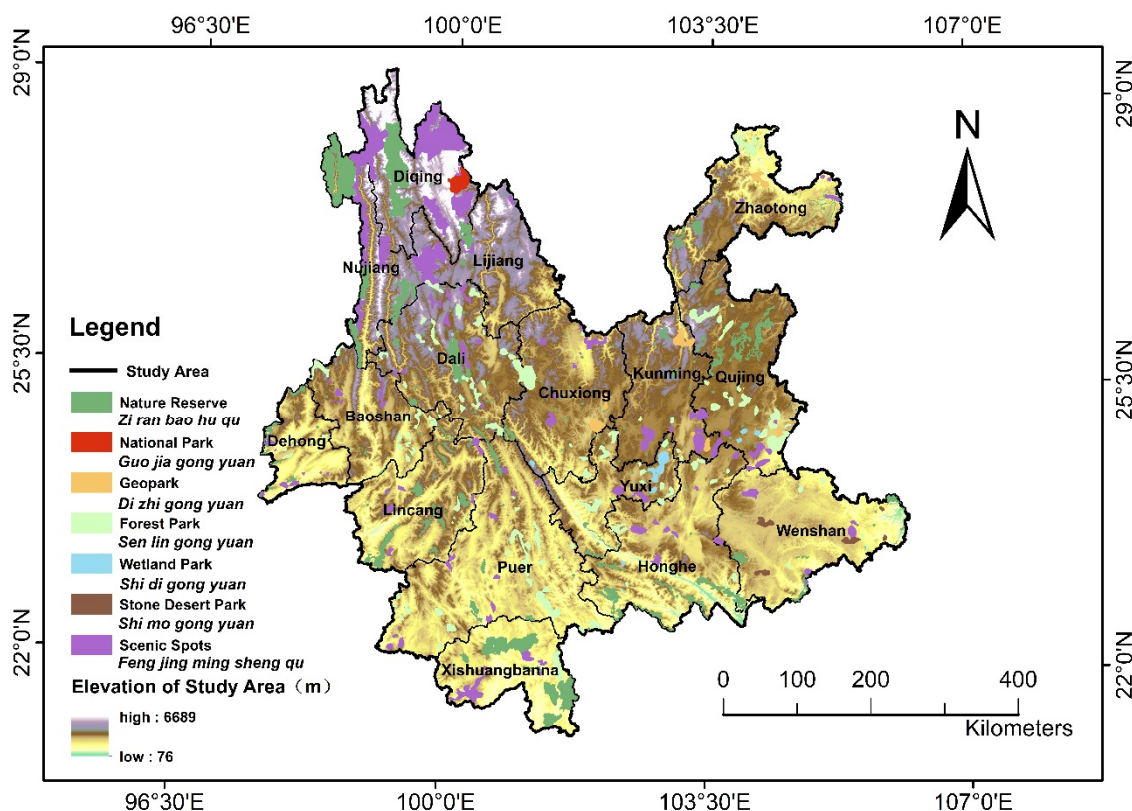 96°30'E 100°0'E 103°30'E 107°0'E
29°0'N
29°0'N
N
Diqing
Zhaotong
Nujiang
Lijiang
Legend
25°30'N
25°30'N
Study Area
Dali
Kunming
Qujing
Chuxiong
Nature Reserve
Zi ran bao hu qu
Baoshan
National Park
Dehong
Guo jia gong yuan
Geopark
Di zhi gong yuan
Yuxi
Lincang
Forest Park
Wenshan
Sen lin gong yuan
Wetland Park
Puer
Honghe
Shi di gong yuan
Stone Desert Park
Shi mo gong yuan
22°0'N
22°0'N
Scenic Spots
Feng jing ming sheng qu
Xishuangbanna
Elevation of Study Area（m）
0 100 200 400
high : 6689
Kilometers
low : 76
96°30'E 100°0'E 103°30'E 107°0'E